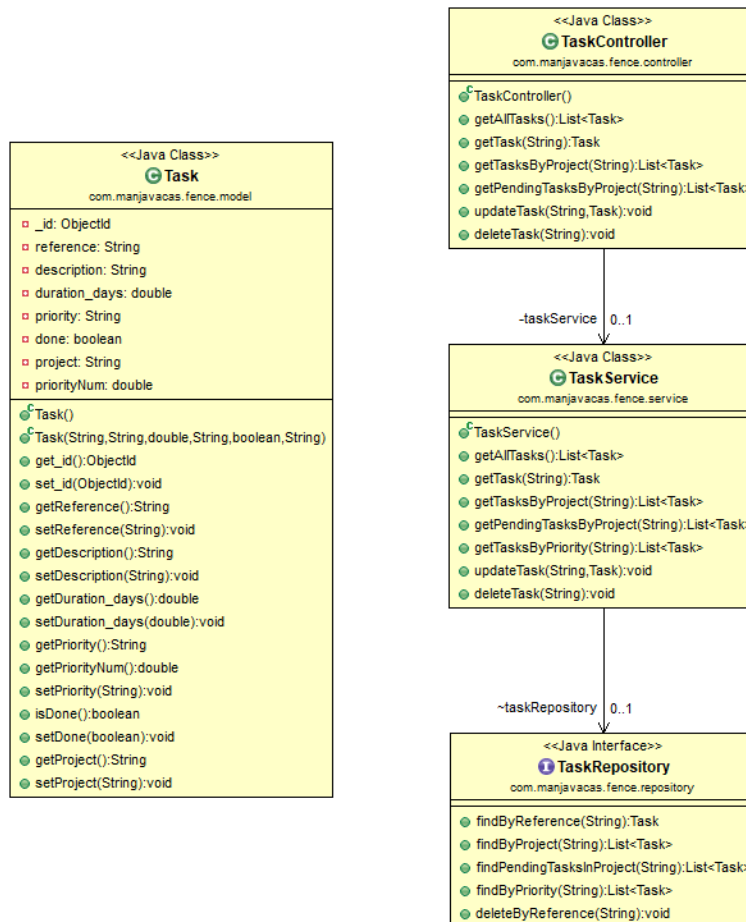 <<Java Class>>
Task
com.manjavacas.fence.model
_id: ObjectId
reference: String
description: String
duration_days: double
priority: String
done: boolean
project: String
priorityNum: double
Task()
Task(String,String,double,String,boolean,String)
get_id():ObjectId
set_id(ObjectId):void
getReference():String
setReference(String):void
getDescription():String
setDescription(String):void
getDuration_days():double
setDuration_days(double):void
getPriority():String
getPriorityNum():double
setPriority(String):void
isDone():boolean
setDone(boolean):void
getProject():String
setProject(String):void
<<Java Class>>
TaskController
com.manjavacas.fence.controller
TaskController()
getAllTasks():List<Task>
getTask(String):Task
getTasksByProject(String):List<Task>
getPendingTasksByProject(String):List<Task>
updateTask(String,Task):void
deleteTask(String):void
-taskService 0..1
<<Java Class>>
TaskService
com.manjavacas.fence.service
TaskService()
getAllTasks():List<Task>
getTask(String):Task
getTasksByProject(String):List<Task>
getPendingTasksByProject(String):List<Task>
getTasksByPriority(String):List<Task>
updateTask(String,Task):void
deleteTask(String):void
~taskRepository 0..1
<<Java Interface>>
TaskRepository
com.manjavacas.fence.repository
findByReference(String):Task
findByProject(String):List<Task>
findPendingTasksInProject(String):List<Task>
findByPriority(String):List<Task>
deleteByReference(String):void